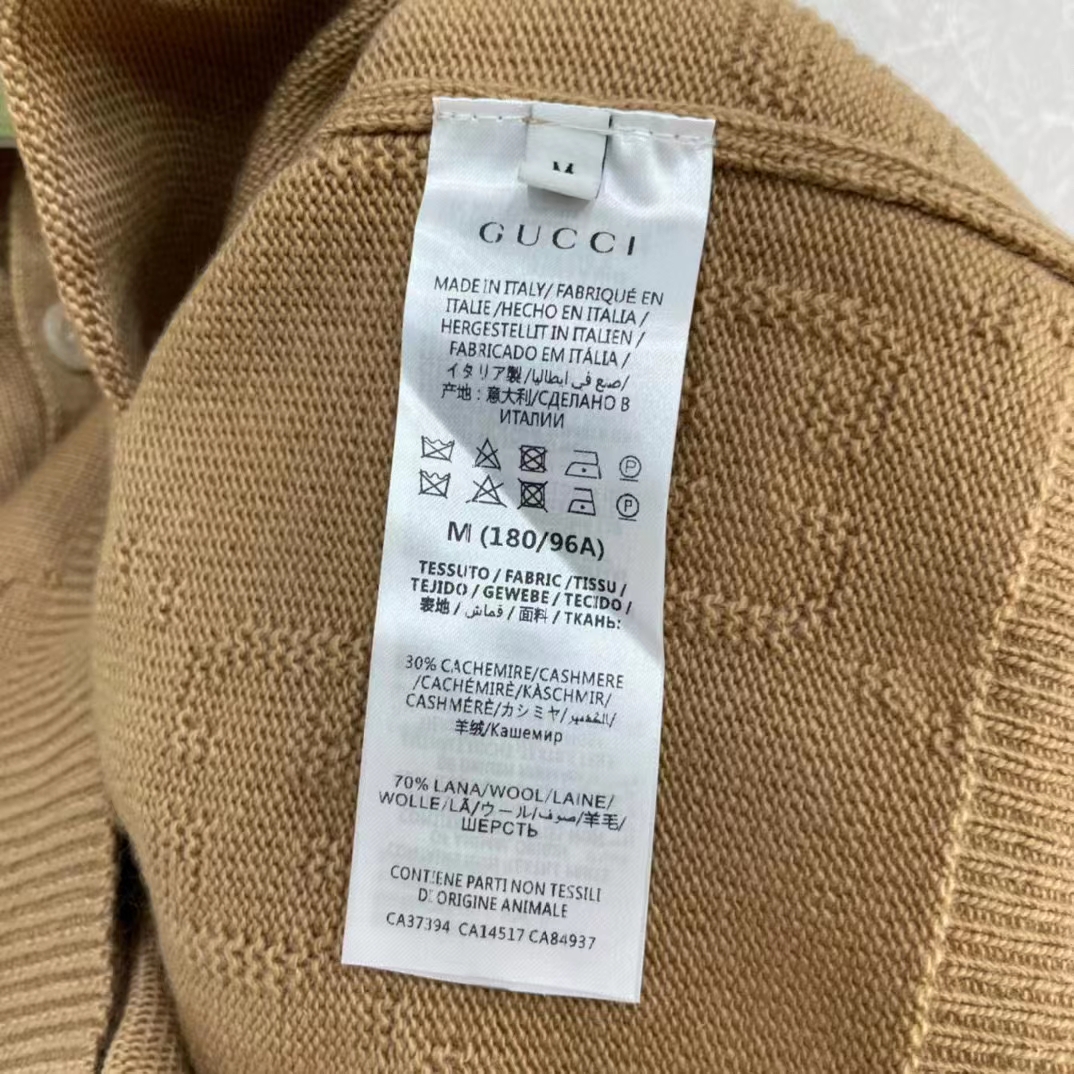 M
GUCCI
MADE IN ITALY/ FABRIQUÉ EN
ITALIE /HECHO EN ITALIA /
HERGESTELLIT IN ITALIEN /
FABRICADO EM ITÁLIA /
イタリア製 /صنع في ايطاليا/
产地：意大利/СДЕЛАНО В
ИТАЛИИ
P
P
M (180/96A)
TESSUTO / FABRIC /TISSU /
TEJIDO / GEWEBE / TECIDO /
表地 / قماش / 面料 / ТКАНЬ:
30% CACHEMIRE/CASHMERE
/CACHÉMIRÈ/KÀSCHMIR/
CASHMÉRÈ/カシミヤ/
羊绒/Кашемир
70% LANA/WOOL/LAINE/
WOLLE/LÃ/ウール/صوف/羊毛/
ШЕРСТЬ
CONTIENE PARTI NON TESSILI
DI ORIGINE ANIMALE
CA37394 CA14517 CA84937